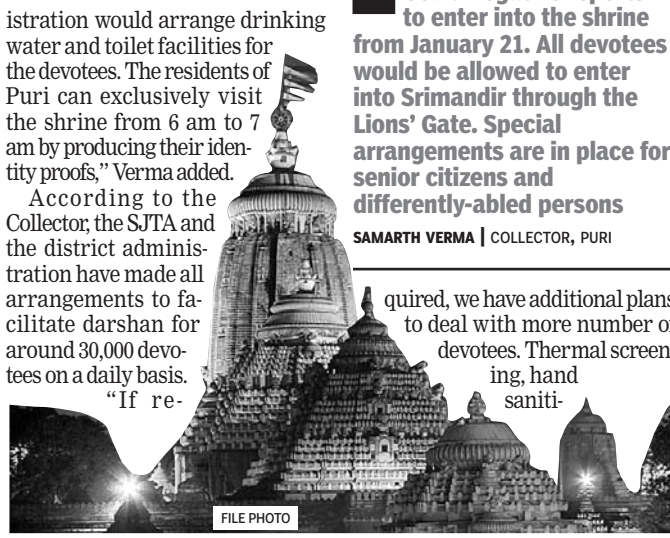 istration would arrange drinking
water and toilet facilities for
the devotees. The residents of
Puri can exclusively visit
the shrine from 6 am to 7
am by producing their iden-
tity proofs,” Verma added.
According to the
Collector, the SJTA and
the district adminis-
tration have made all
arrangements to fa-
cilitate darshan for
around 30,000 devo-
tees on a daily basis.
“If re-
quired, we have additional plans
to deal with more number of
devotees. Thermal screen-
ing, hand
saniti-
to enter into the shrine
from January 21. All devotees
would be allowed to enter
into Srimandir through the
Lions’ Gate. Special
arrangements are in place for
senior citizens and
differently-abled persons
SAMARTH VERMA | COLLECTOR, PURI
FILE PHOTO